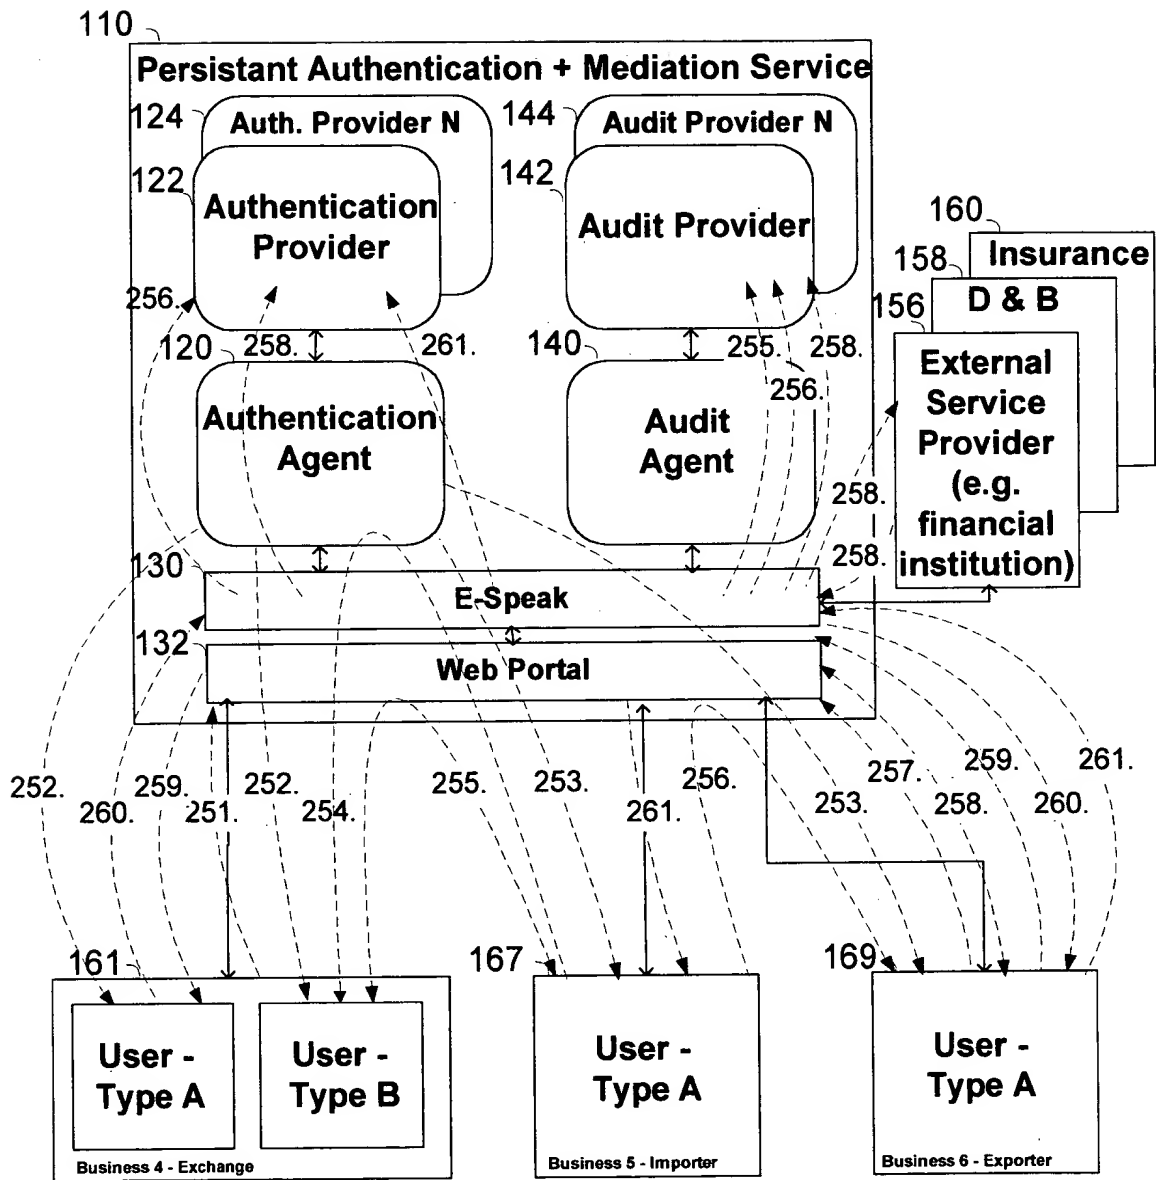 110
Persistant Authentication + Mediation Service
124
Auth. Provider N
144
Audit Provider N
122
Authentication
Provider
142
Audit Provider
160
Insurance
158
D & B
156
External
Service
Provider
(e.g.
financial
institution)
256.
120
258.
261.
140
255.
258.
256.
Authentication
Agent
Audit
Agent
258.
258.
130
E-Speak
132
Web Portal
252.
260.
259.
251.
252.
254.
255.
253.
261.
256.
253.
257.
258.
259.
260.
261.
161
167
169
User -
Type A
User -
Type B
User -
Type A
User -
Type A
Business 4 - Exchange
Business 5 - Importer
Business 6 - Exporter